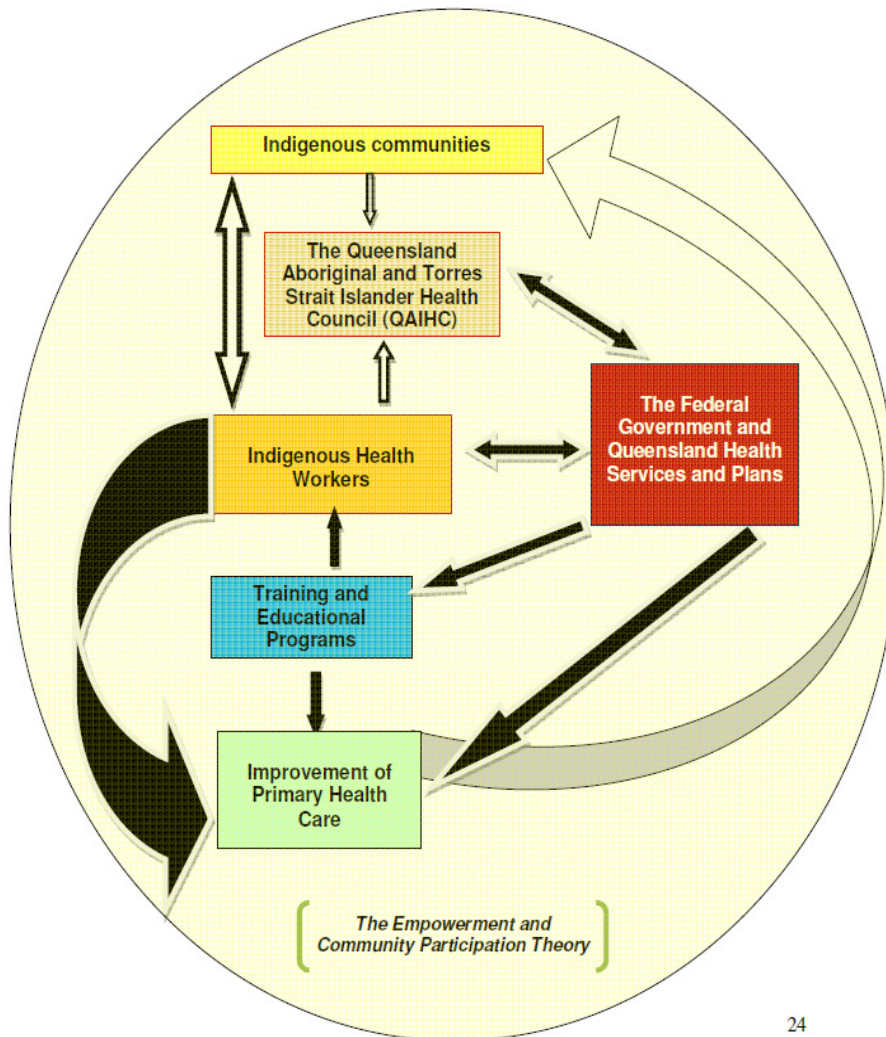 Indigenous communities
The Queensland
Aboriginal and Torres
Strait Islander Health
Council (QAIHC)
The Federal
Government and
Queensland Health
Services and Plans
Indigenous Health
Workers
Training and
Educational
Programs
Improvement of
Primary Health
Care
The Empowerment and
Community Participation Theory
24